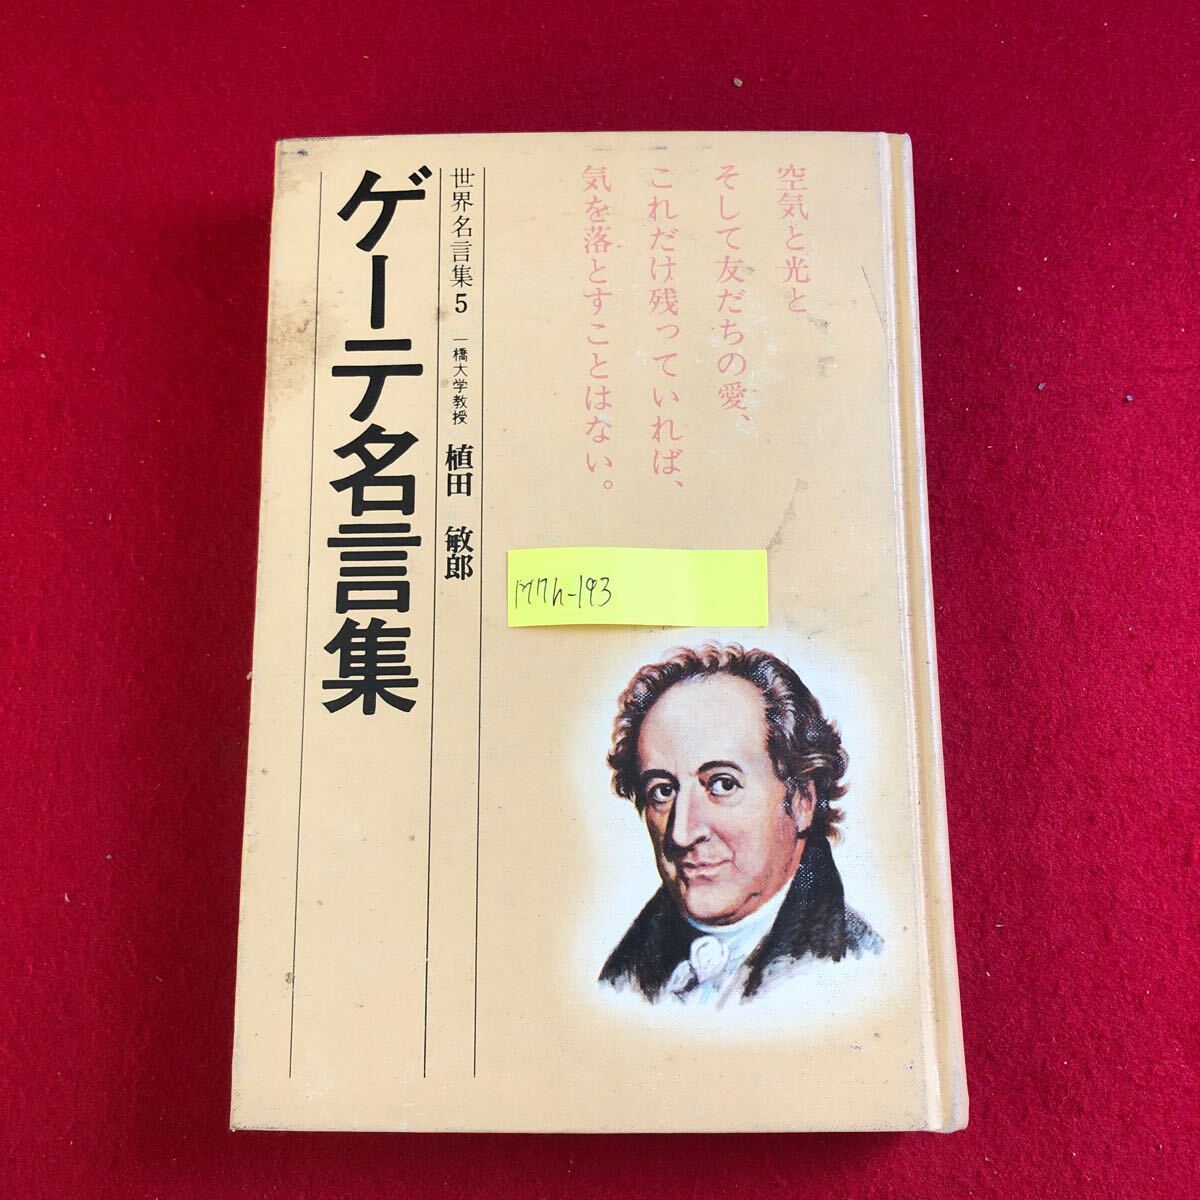 空気と光と
そして友だちの愛、
これだけ残っていれば、
気を落とすことはない。
世界名言集5 一橋大学教授 植田 敏郎
ゲーテ名言集
M7h-193